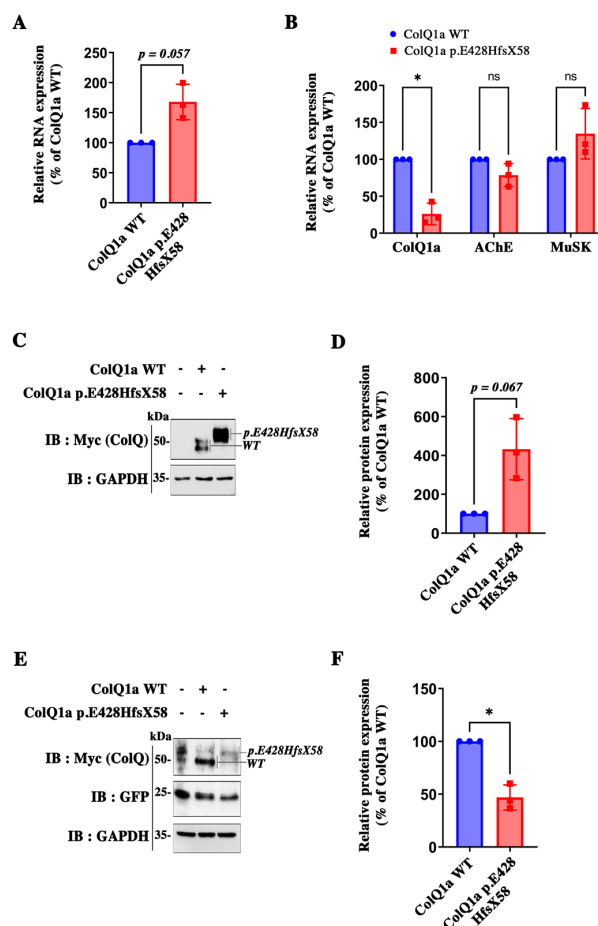 A
Relative RNA expression
(% of ColQ1a WT)
200
150
100
50
0
p = 0.057
ColQ1a WT
ColQ1a p.E428
HfsX58
B
ColQ1a WT
ColQ1a p.E428HfsX58
Relative RNA expression
(% of ColQ1a WT)
200
150
100
50
0
*
ns
ns
ColQ1a
AChE
MuSK
C
ColQ1a WT - + -
ColQ1a p.E428HfsX58 - - +
kDa
IB : Myc (ColQ)
50-
p.E428HfsX58
WT
IB : GAPDH
35-
D
Relative protein expression
(% of ColQ1a WT)
800
600
400
200
0
p = 0.067
ColQ1a WT
ColQ1a p.E428
HfsX58
E
ColQ1a WT - + -
ColQ1a p.E428HfsX58 - - +
kDa
IB : Myc (ColQ)
50-
p.E428HfsX58
WT
IB : GFP
25-
IB : GAPDH
35-
F
Relative protein expression
(% of ColQ1a WT)
150
100
50
0
*
ColQ1a WT
ColQ1a p.E428
HfsX58